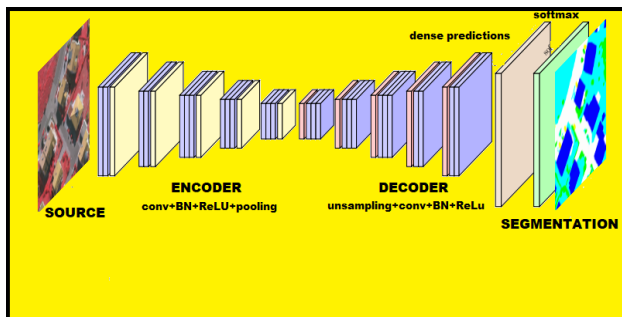 softmax
dense predictions
ENCODER
DECODER
conv+BN+ReLU+pooling
unsampling+conv+BN+ReLu
SOURCE
SEGMENTATION